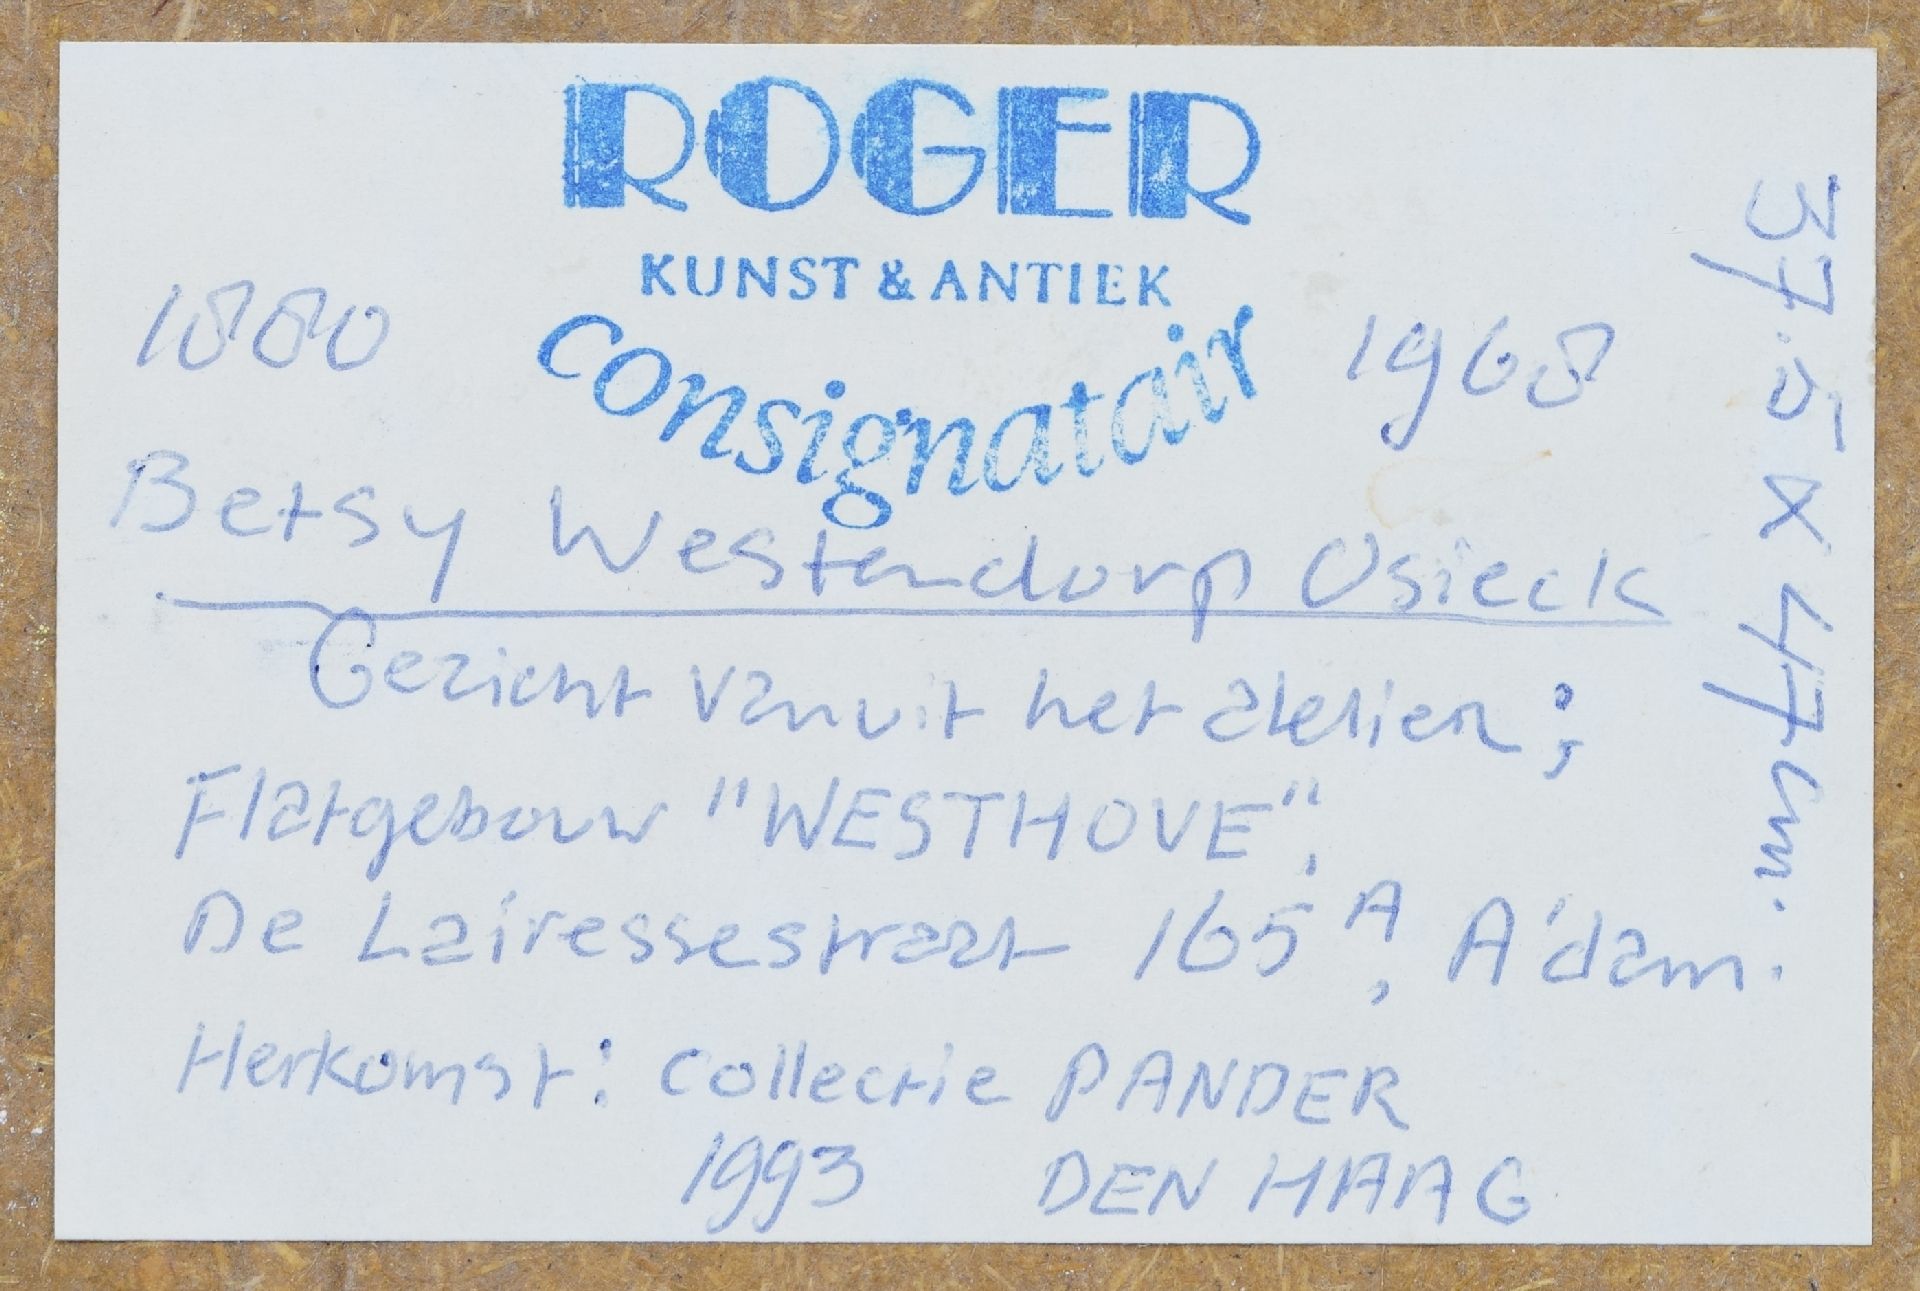 ROGER
KUNST & ANTIEK
consignatair
1880
1968
Betsy Westendorp Osieck
Gezicht vanuit het atelier;
Flatgebouw "WESTHOVE",
De Lairessestraat 165 A, A'dam.
Herkomst: collectie PANDER
1993 DEN HAAG
37.5 x 47 cm.